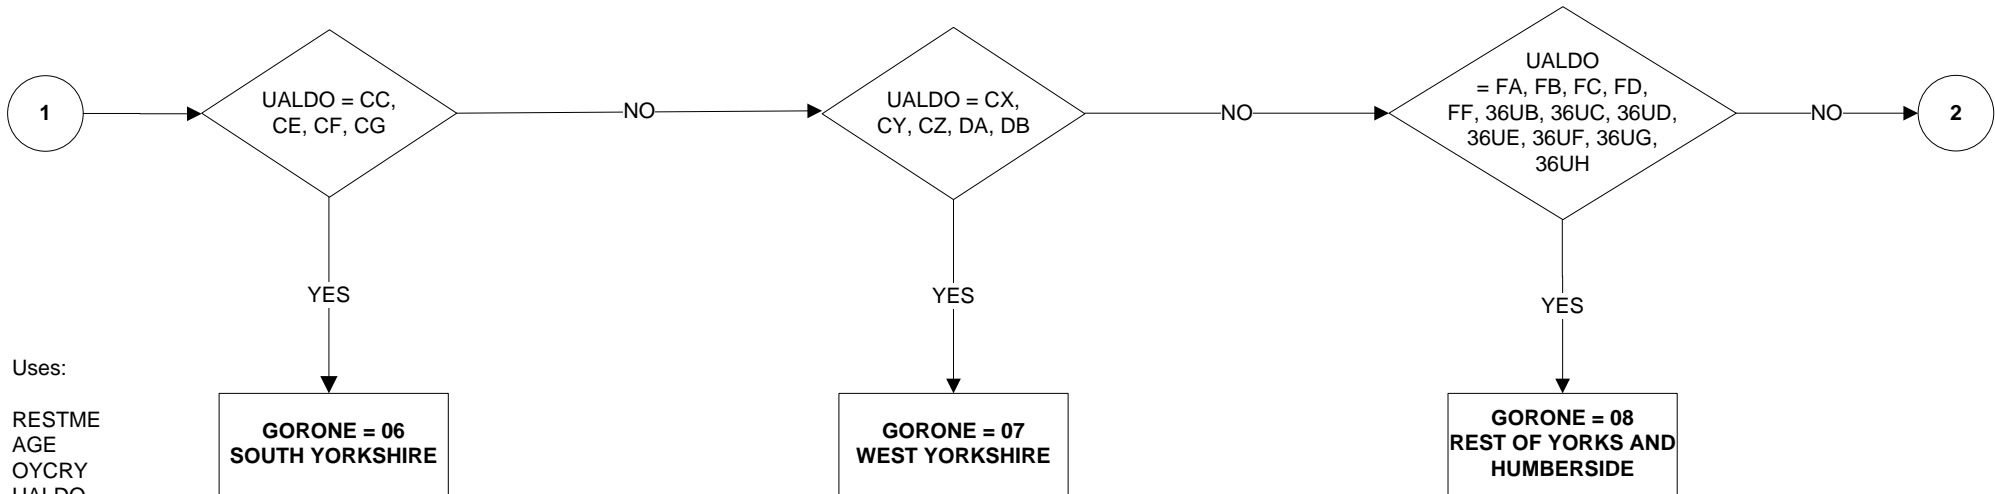 1
UALDO = CC,
CE, CF, CG
NO
UALDO = CX,
CY, CZ, DA, DB
NO
UALDO
= FA, FB, FC, FD,
FF, 36UB, 36UC, 36UD,
36UE, 36UF, 36UG,
36UH
NO
2
YES
YES
YES
Uses:
RESTME
AGE
OYCRY
UALDO
GORONE = 06
SOUTH YORKSHIRE
GORONE = 07
WEST YORKSHIRE
GORONE = 08
REST OF YORKS AND
HUMBERSIDE